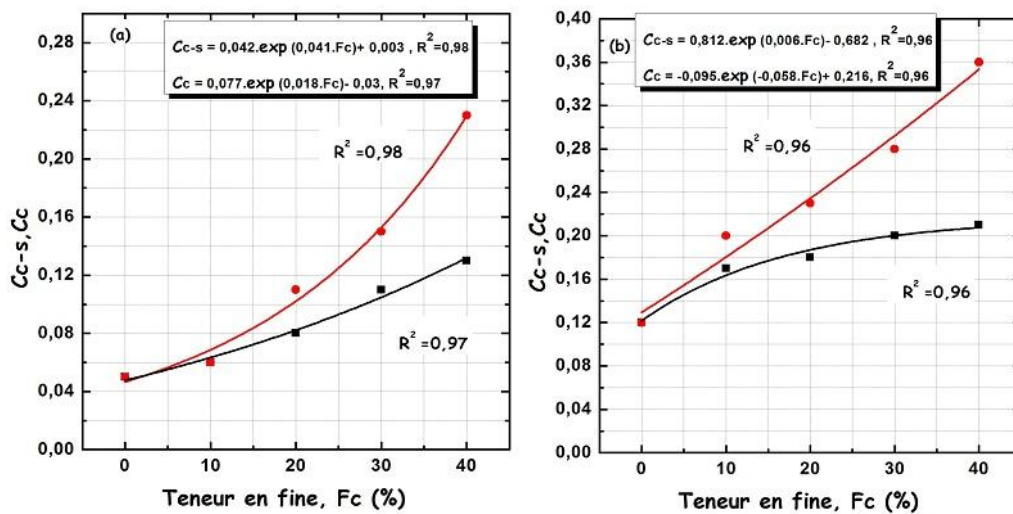 (a)
Cc-s = 0,042.exp (0,041.Fc)+ 0,003 , R²=0,98
Cc = 0,077.exp (0,018.Fc)- 0,03, R²=0,97
R² =0,98
R² =0,97
Cc-s,Cc
0,28
0,24
0,20
0,16
0,12
0,08
0,04
0,00
0 10 20 30 40
Teneur en fine, Fc (%)
(b)
Cc-s = 0,812.exp (0,006.Fc)- 0,682 , R²=0,96
Cc = -0,095.exp (-0,058.Fc)+ 0,216, R²=0,96
R² =0,96
R² =0,96
Cc-s,Cc
0,40
0,36
0,32
0,28
0,24
0,20
0,16
0,12
0,08
0,04
0,00
0 10 20 30 40
Teneur en fine, Fc (%)